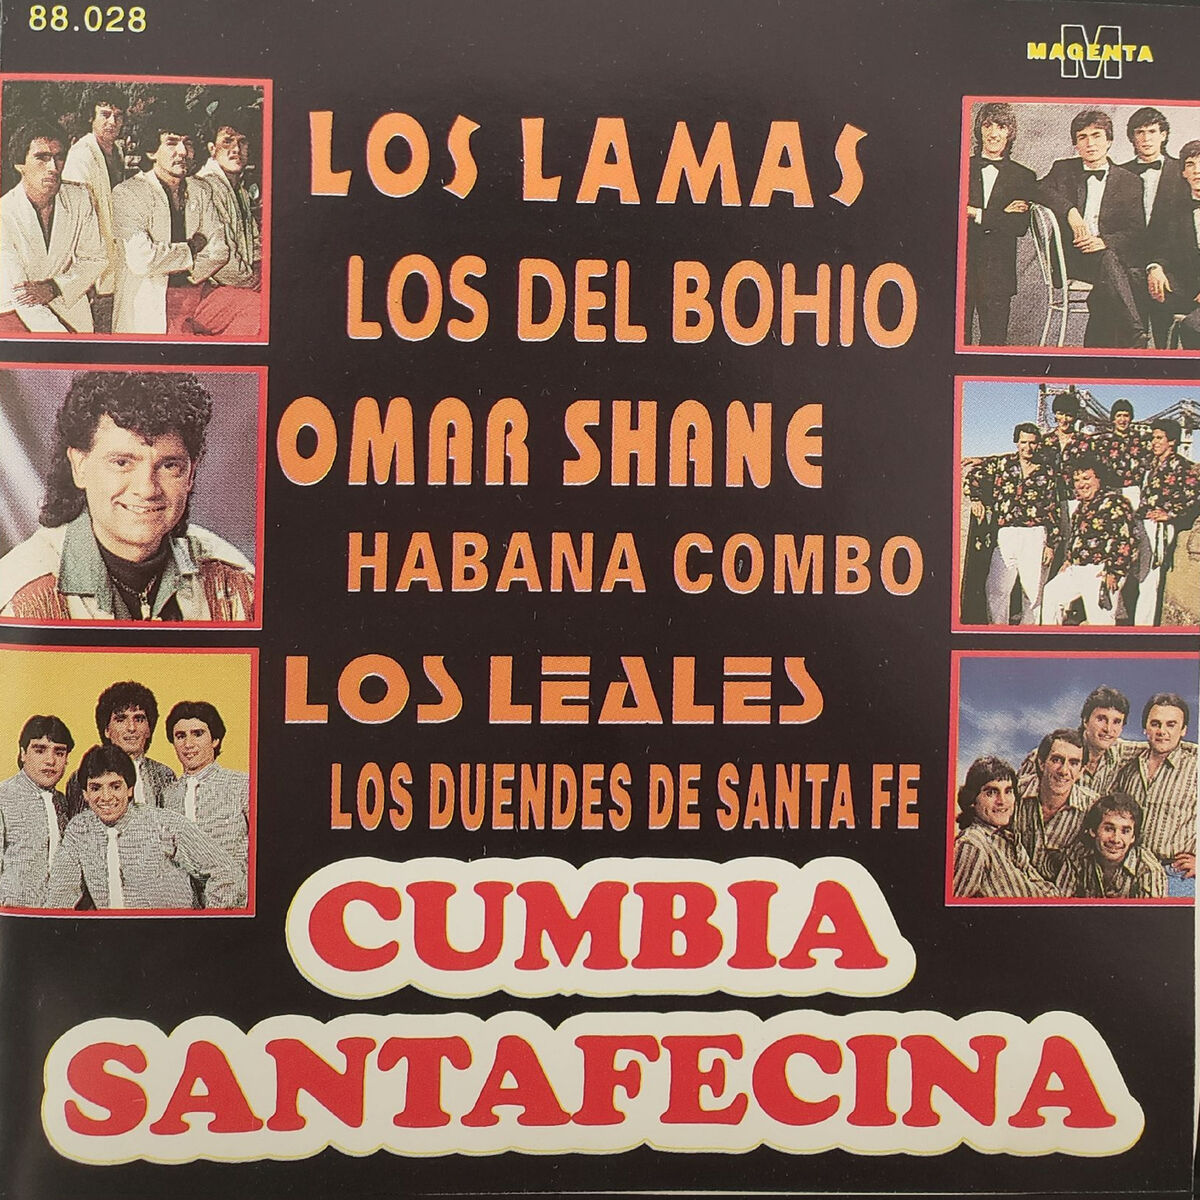 88.028
MAGENTA
LOS LAMAS
LOS DEL BOHIO
OMAR SHANE
HABANA COMBO
LOS LEALES
LOS DUENDES DE SANTA FE
CUMBIA
SANTAFECINA